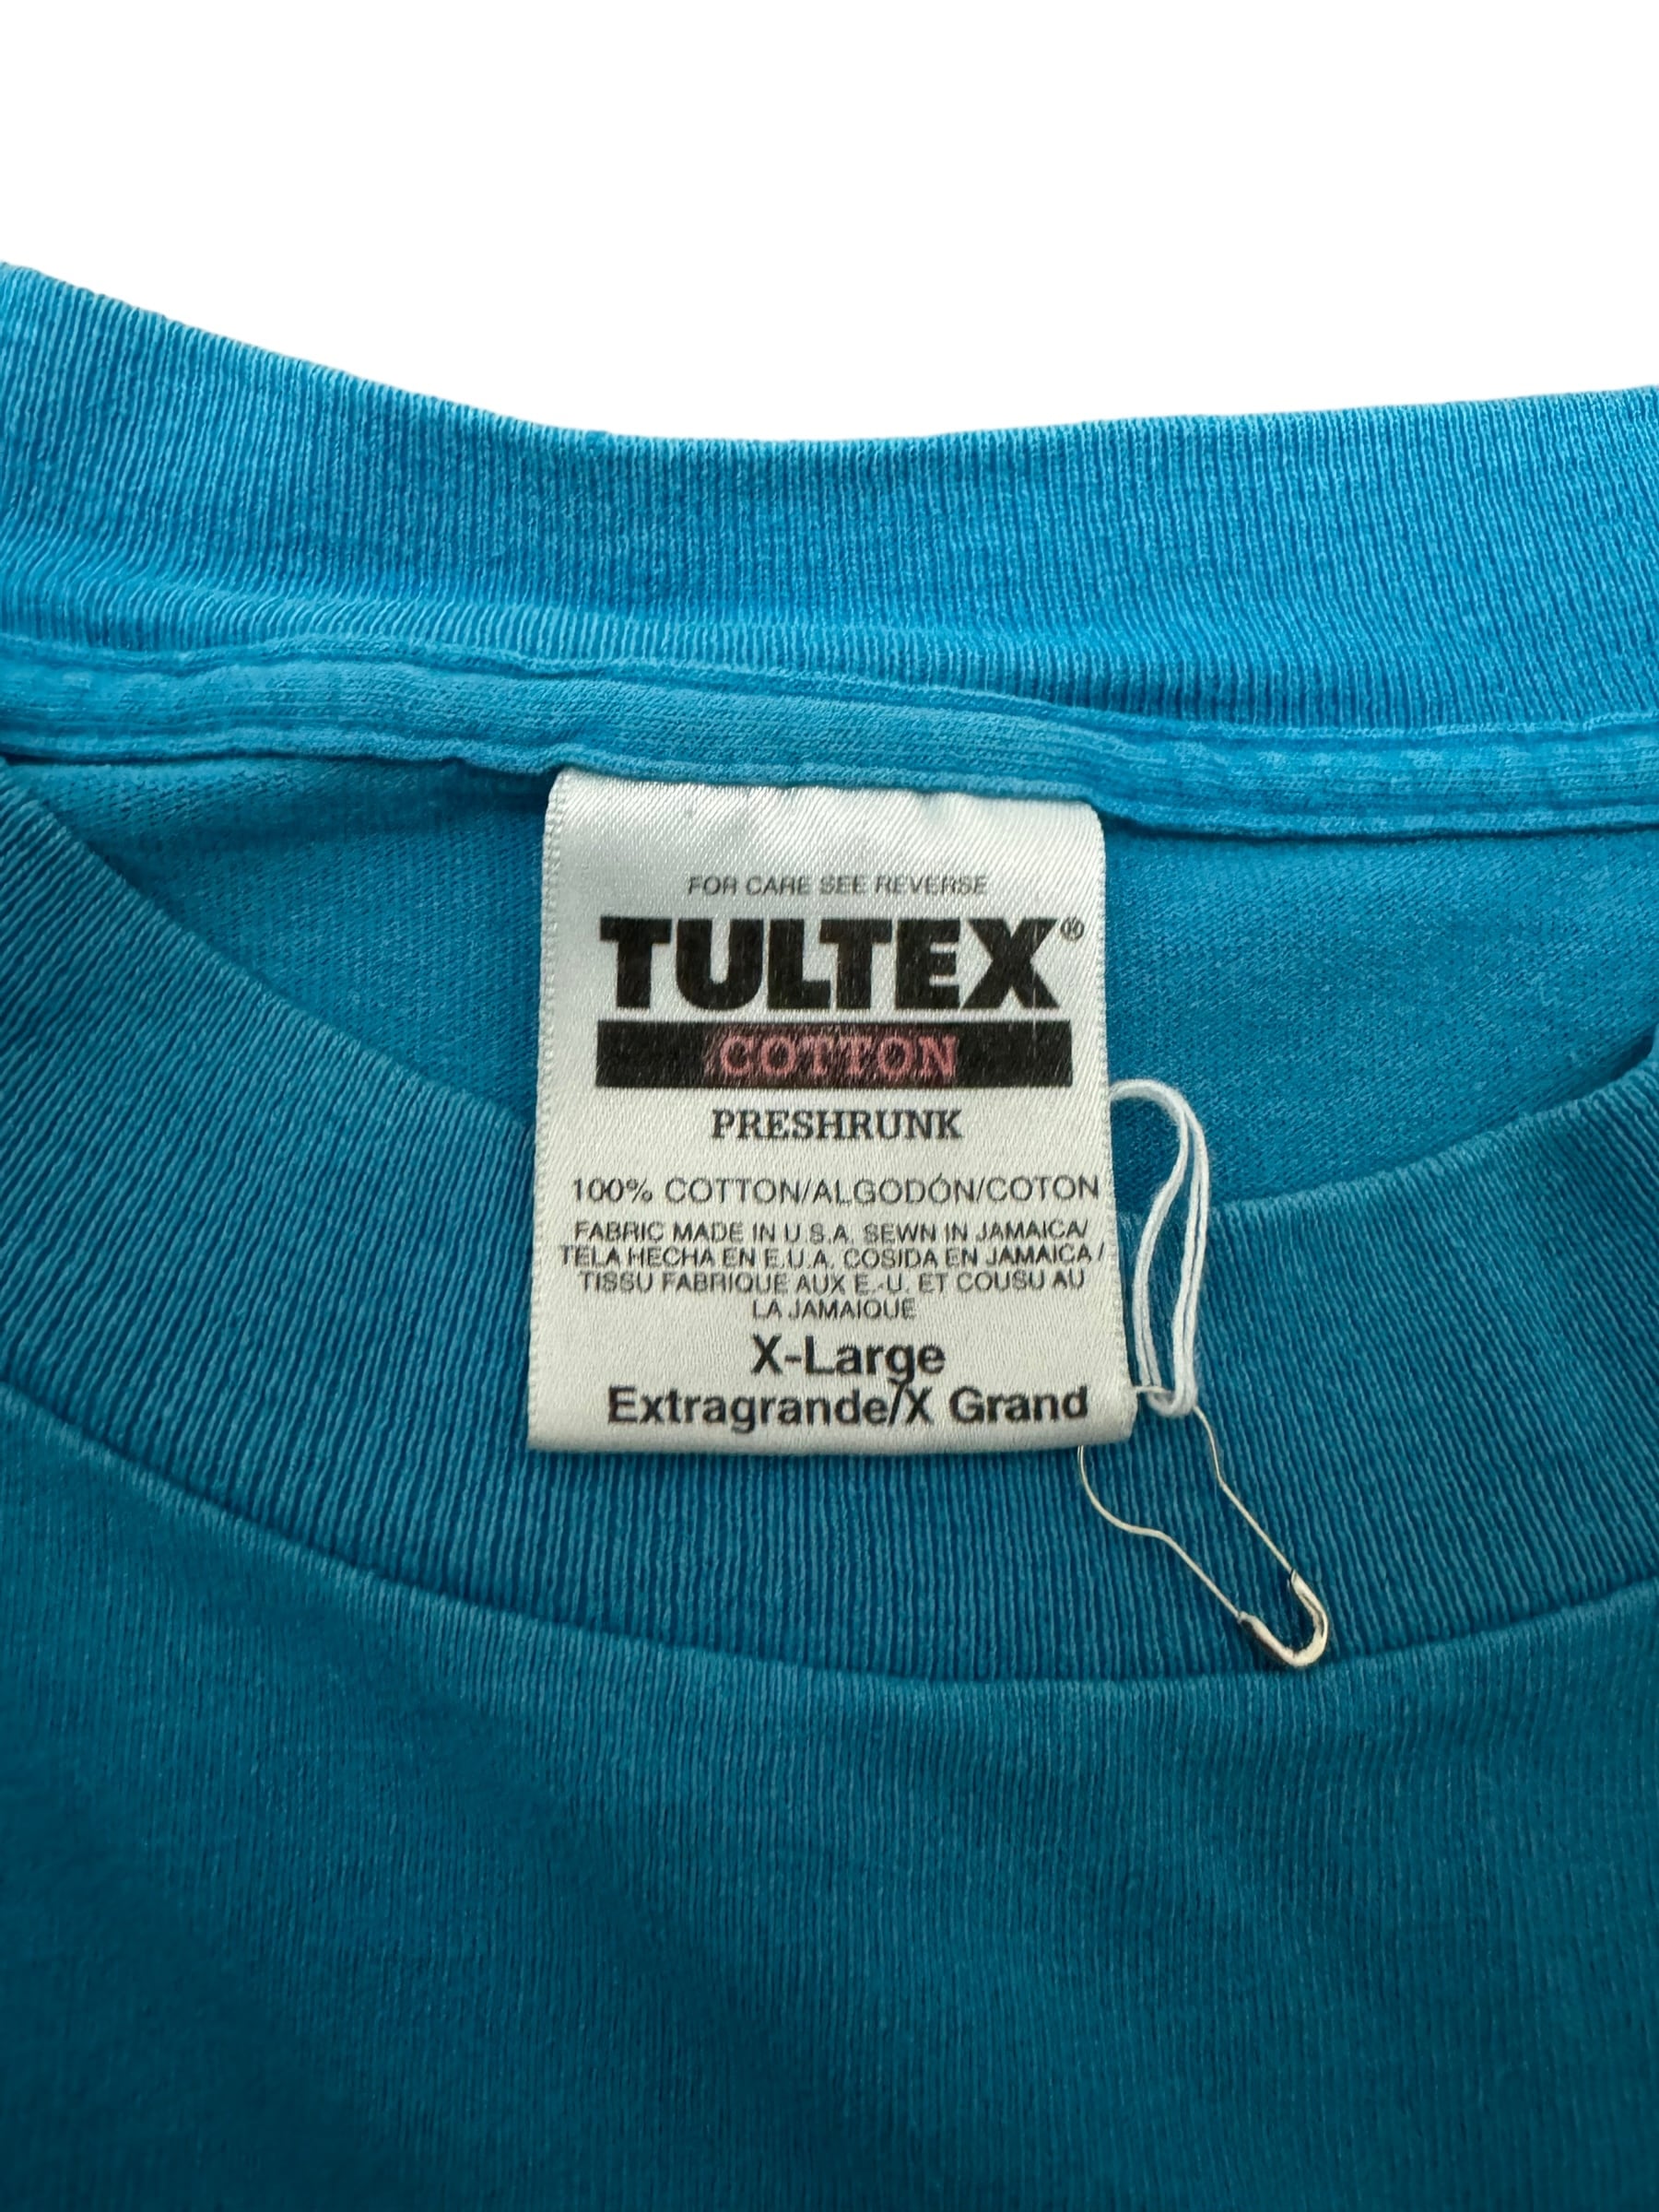 FOR CARE SEE REVERSE
TULTEX®
COTTON
PRESHRUNK
100% COTTON/ALGODÓN/COTON
FABRIC MADE IN U.S.A. SEWN IN JAMAICA/
TELA HECHA EN E.U.A. COSIDA EN JAMAICA /
TISSU FABRIQUE AUX E.-U. ET COUSU AU
LA JAMAIQUE
X-Large
Extragrande/X Grand